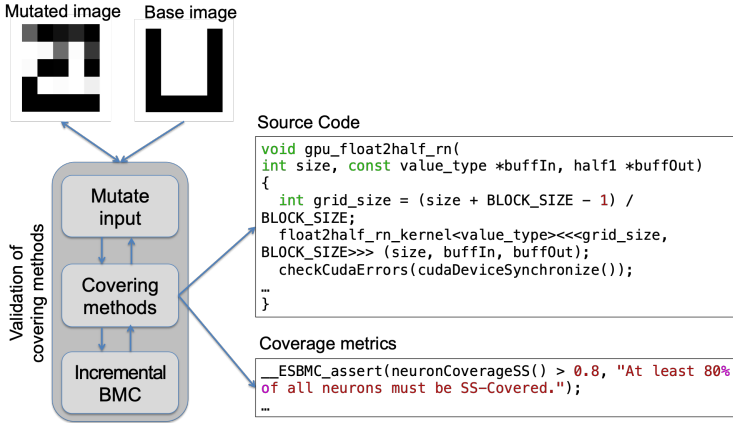 Mutated image
Base image
Validation of
covering methods
Mutate
input
Covering
methods
Incremental
BMC
Source Code
void gpu_float2half_rn(
int size, const value_type *buffIn, half1 *buffOut)
{
  int grid_size = (size + BLOCK_SIZE - 1) /
BLOCK_SIZE;
  float2half_rn_kernel<value_type><<<grid_size,
BLOCK_SIZE>>> (size, buffIn, buffOut);
  checkCudaErrors(cudaDeviceSynchronize());
…
}
Coverage metrics
__ESBMC_assert(neuronCoverageSS() > 0.8, "At least 80%
of all neurons must be SS-Covered.");
…